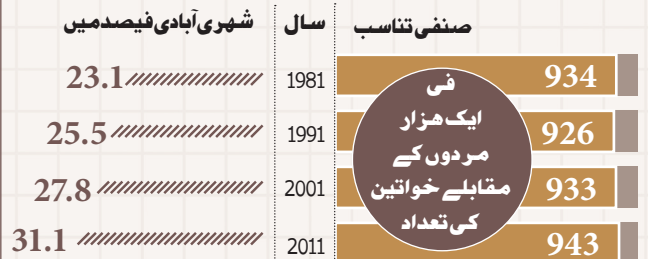 صنفی تناسب سال شہری آبادی فیصد میں
934 1981 23.1
926 1991 25.5
933 2001 27.8
943 2011 31.1
فی
ایک ہزار
مردوں کے
مقابلے خواتین
کی تعداد